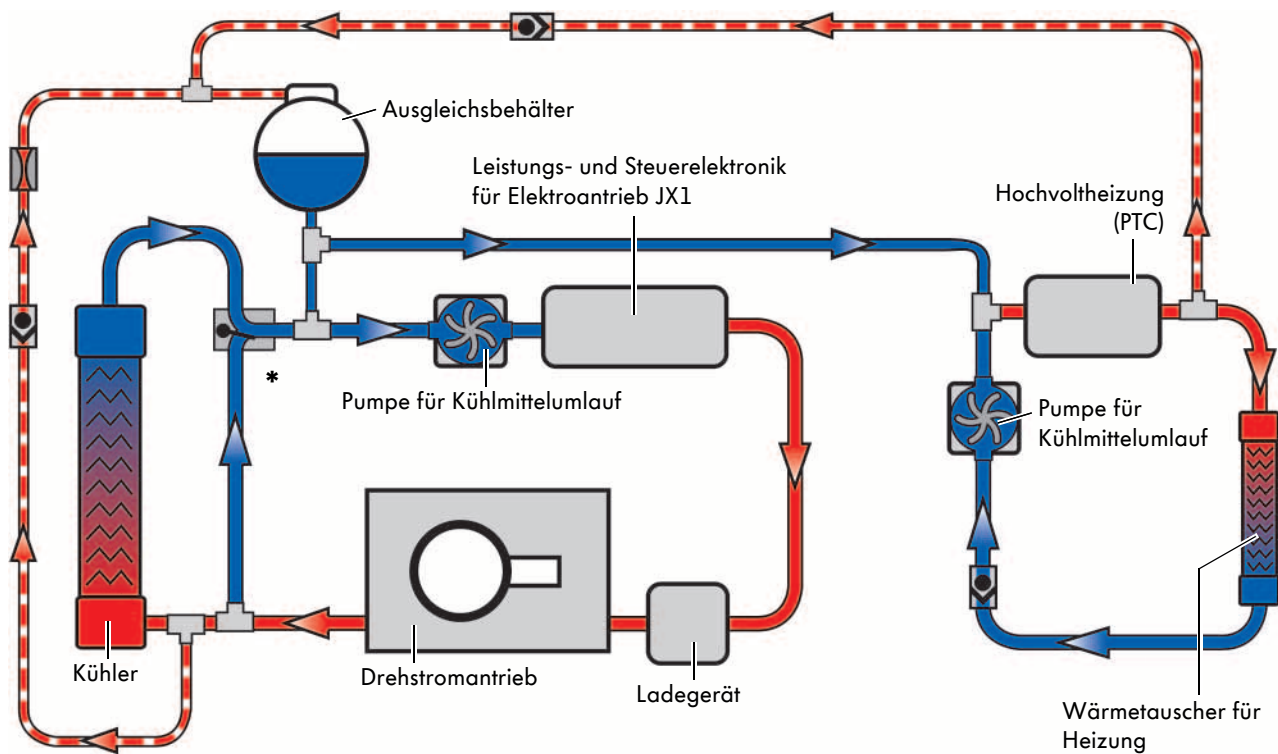 Ausgleichsbehälter
Leistungs- und Steuerelektronik
für Elektroantrieb JX1
Hochvoltheizung
(PTC)
*
Pumpe für Kühlmittelumlauf
Pumpe für
Kühlmittelumlauf
Kühler
Drehstromantrieb
Ladegerät
Wärmetauscher für
Heizung